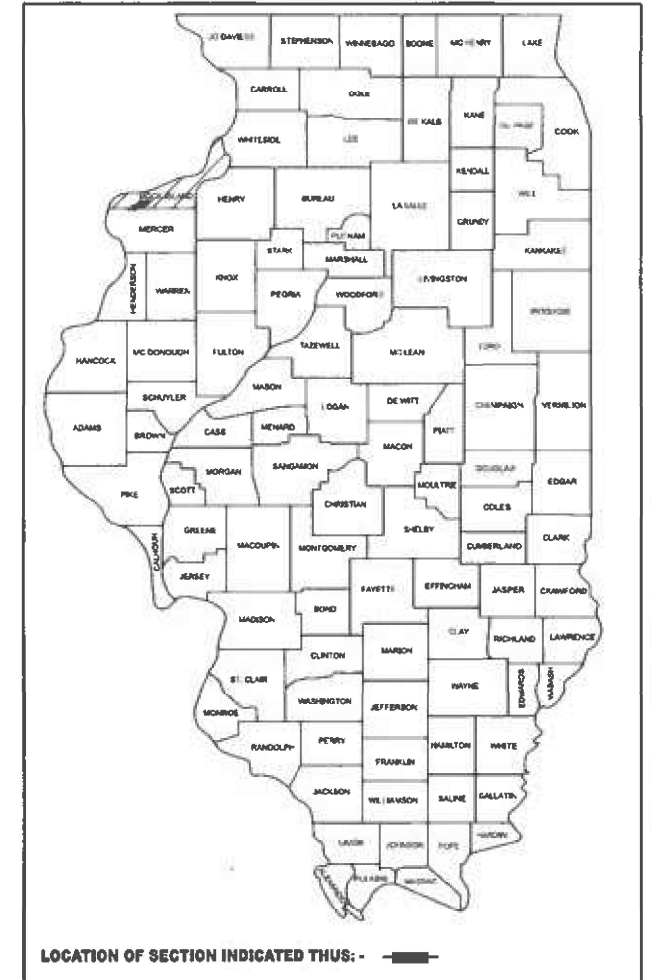 JO DAVIESS STEPHENSON WINNEBAGO BOONE MC HENRY LAKE
CARROLL OGLE DE KALB KANE DU PAGE COOK
WHITESIDE LEE KENDALL WILL
ROCK ISLAND HENRY BUREAU LA SALLE GRUNDY
MERCER PUTNAM KANKAKEE
STARK MARSHALL
HENDERSON WARREN KNOX PEORIA WOODFORD LIVINGSTON IROQUOIS
HANCOCK MC DONOUGH FULTON TAZEWELL MC LEAN FORD
SCHUYLER MASON LOGAN DE WITT CHAMPAIGN VERMILION
ADAMS BROWN CASS MENARD MACON PIATT
PIKE SCOTT MORGAN SANGAMON MOULTRIE DOUGLAS EDGAR
CHRISTIAN COLES
CALHOUN GREENE MACOUPIN MONTGOMERY SHELBY CUMBERLAND CLARK
JERSEY FAYETTE EFFINGHAM JASPER CRAWFORD
MADISON BOND CLAY RICHLAND LAWRENCE
CLINTON MARION
ST. CLAIR WASHINGTON WAYNE EDWARDS WABASH
MONROE JEFFERSON
RANDOLPH PERRY FRANKLIN HAMILTON WHITE
JACKSON WILLIAMSON SALINE GALLATIN
UNION JOHNSON POPE HARDIN
ALEXANDER PULASKI MASSAC
LOCATION OF SECTION INDICATED THUS: -